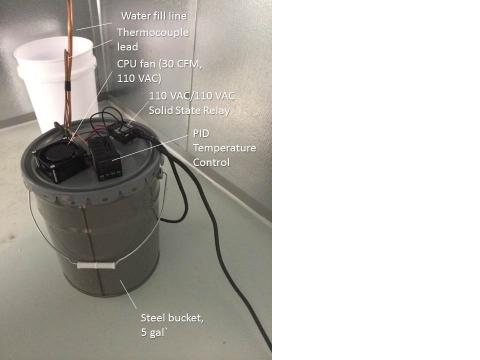 Water fill line
Thermocouple
lead
CPU fan (30 CFM,
110 VAC)
110 VAC/110 VAC
Solid State Relay
PID
Temperature
Control
Steel bucket,
5 gal`